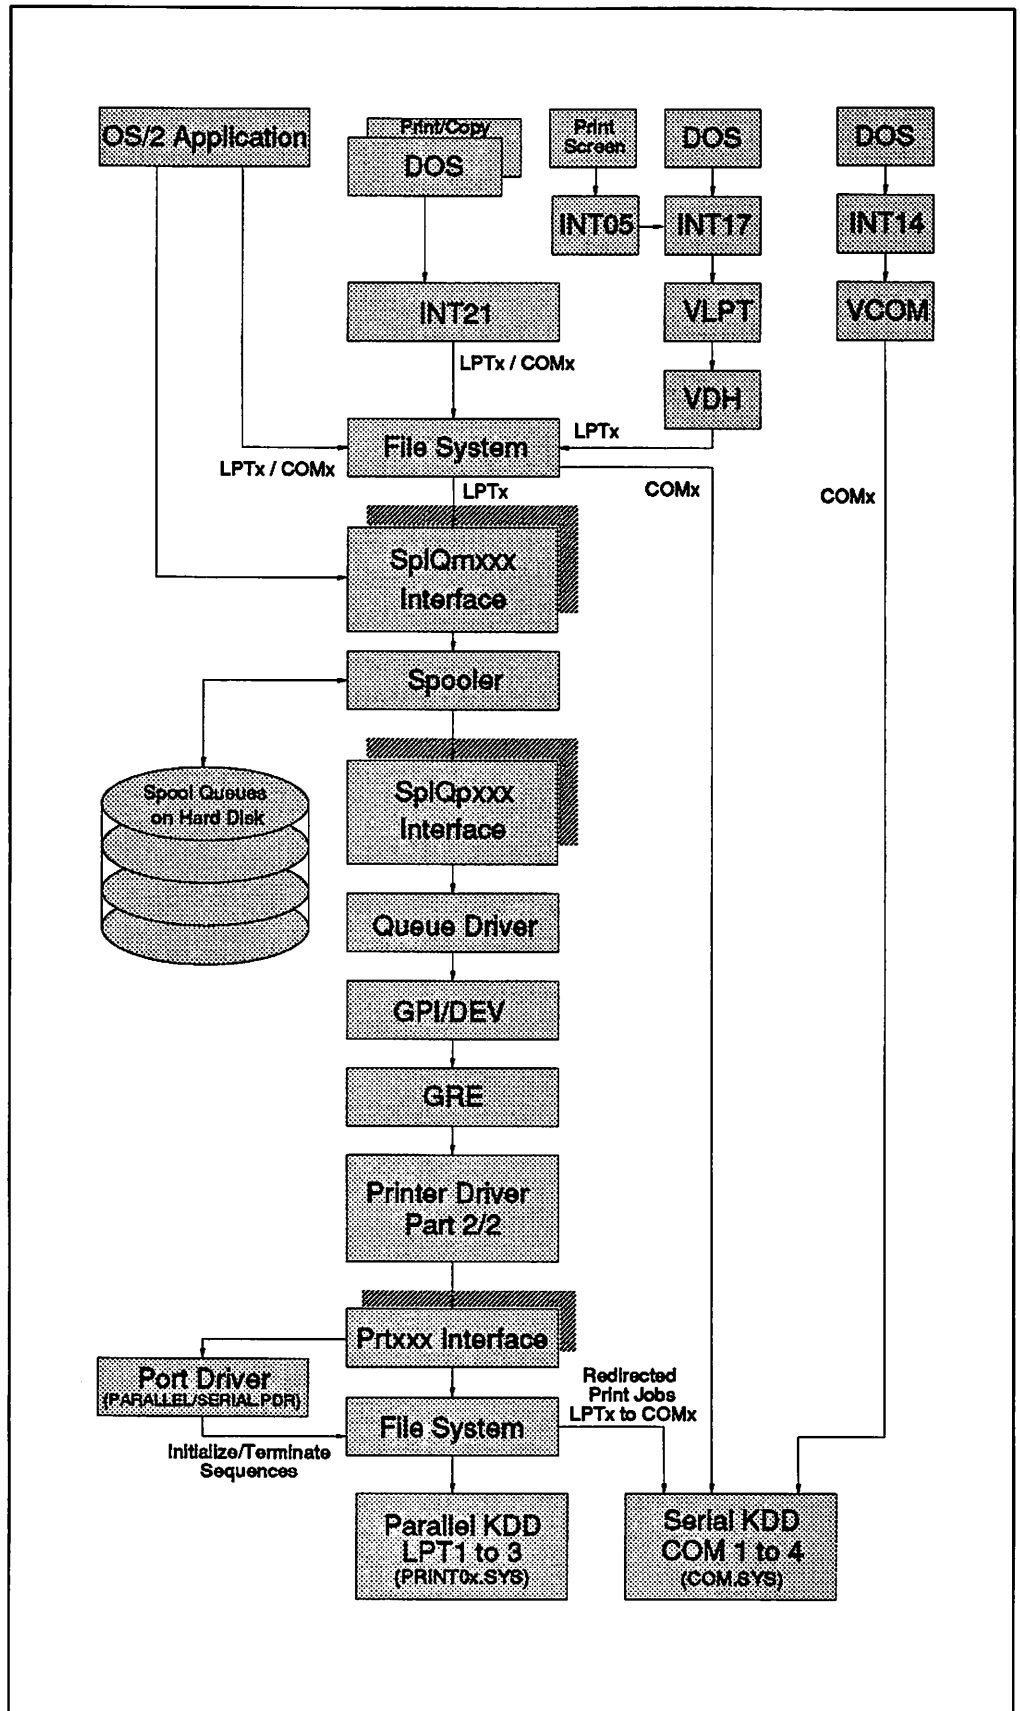 OS/2 Application
Print/Copy
DOS
Print
Screen
DOS
DOS
INT05
INT17
INT14
INT21
VLPT
VCOM
LPTx / COMx
VDH
File System
LPTx
LPTx / COMx
LPTx
COMx
COMx
SplQmxxx
Interface
Spooler
Spool Queues
on Hard Disk
SplQpxxx
Interface
Queue Driver
GPI/DEV
GRE
Printer Driver
Part 2/2
Prtxxx Interface
Port Driver
(PARALLEL/SERIAL.PDR)
Redirected
Print Jobs
LPTx to COMx
File System
Initialize/Terminate
Sequences
Parallel KDD
LPT1 to 3
(PRINT0x.SYS)
Serial KDD
COM 1 to 4
(COM.SYS)